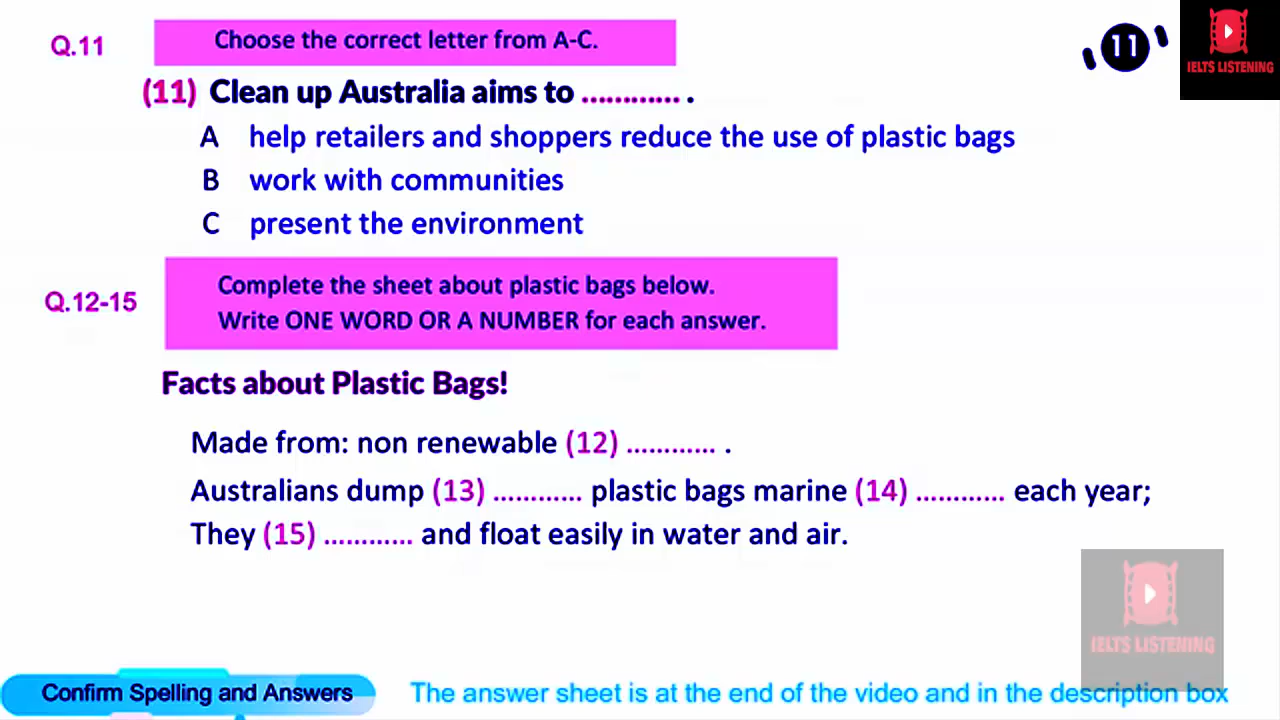 Q.11
Choose the correct letter from A-C.
11
IELTS LISTENING
(11) Clean up Australia aims to ............ .
A help retailers and shoppers reduce the use of plastic bags
B work with communities
C present the environment
Q.12-15
Complete the sheet about plastic bags below.
Write ONE WORD OR A NUMBER for each answer.
Facts about Plastic Bags!
Made from: non renewable (12) ............ .
Australians dump (13) ............ plastic bags marine (14) ............ each year;
They (15) ............ and float easily in water and air.
IELTS LISTENING
Confirm Spelling and Answers
The answer sheet is at the end of the video and in the description box